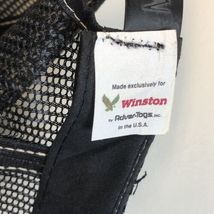 Made exclusively for
Winston
by Adver-Togs, INC.
in the U.S.A.